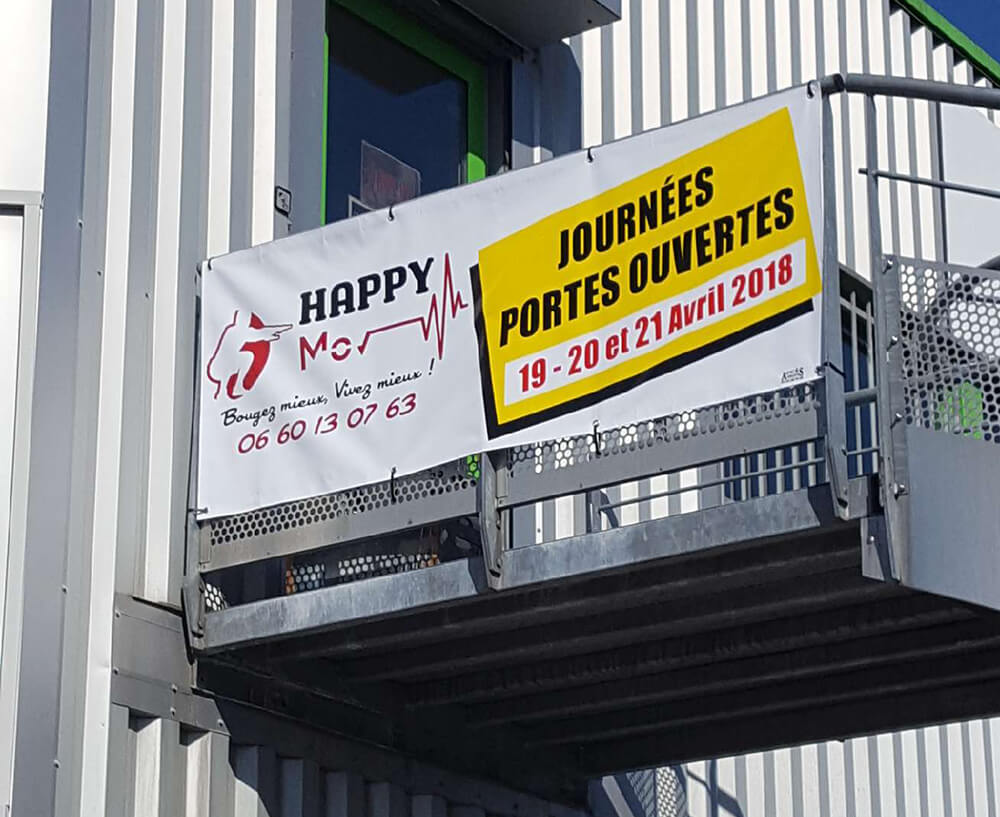 HAPPY
Mo√
Bougez mieux, Vivez mieux !
06 60 13 07 63
JOURNÉES
PORTES OUVERTES
19 - 20 et 21 Avril 2018